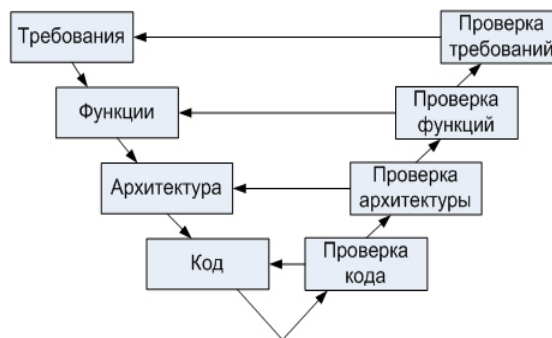 Требования
Проверка
требований
Функции
Проверка
функций
Архитектура
Проверка
архитектуры
Код
Проверка
кода